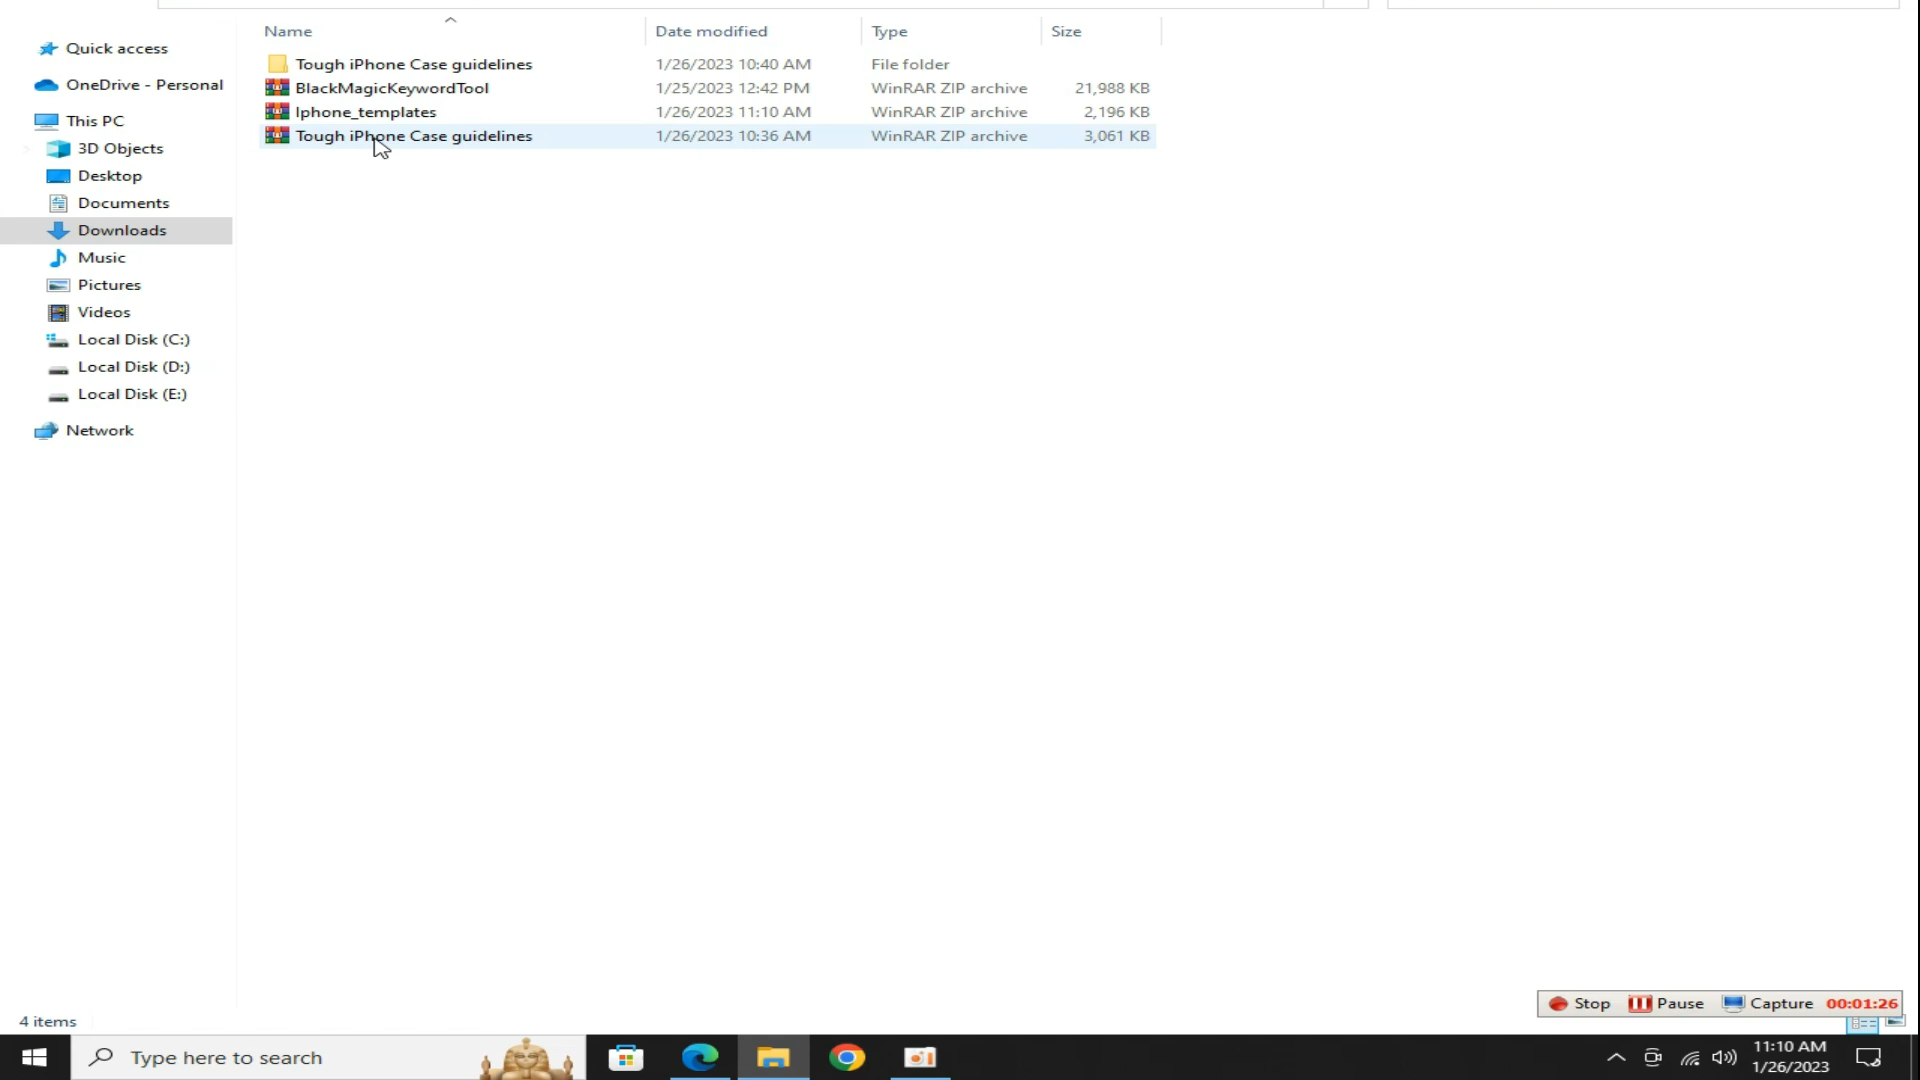 Name Date modified Type Size
Quick access
OneDrive - Personal
This PC
3D Objects
Desktop
Documents
Downloads
Music
Pictures
Videos
Local Disk (C:)
Local Disk (D:)
Local Disk (E:)
Network
Tough iPhone Case guidelines 1/26/2023 10:40 AM File folder
BlackMagicKeywordTool 1/25/2023 12:42 PM WinRAR ZIP archive 21,988 KB
Iphone_templates 1/26/2023 11:10 AM WinRAR ZIP archive 2,196 KB
Tough iPhone Case guidelines 1/26/2023 10:36 AM WinRAR ZIP archive 3,061 KB
Stop Pause Capture 00:01:26
4 items
Type here to search
11:10 AM
1/26/2023